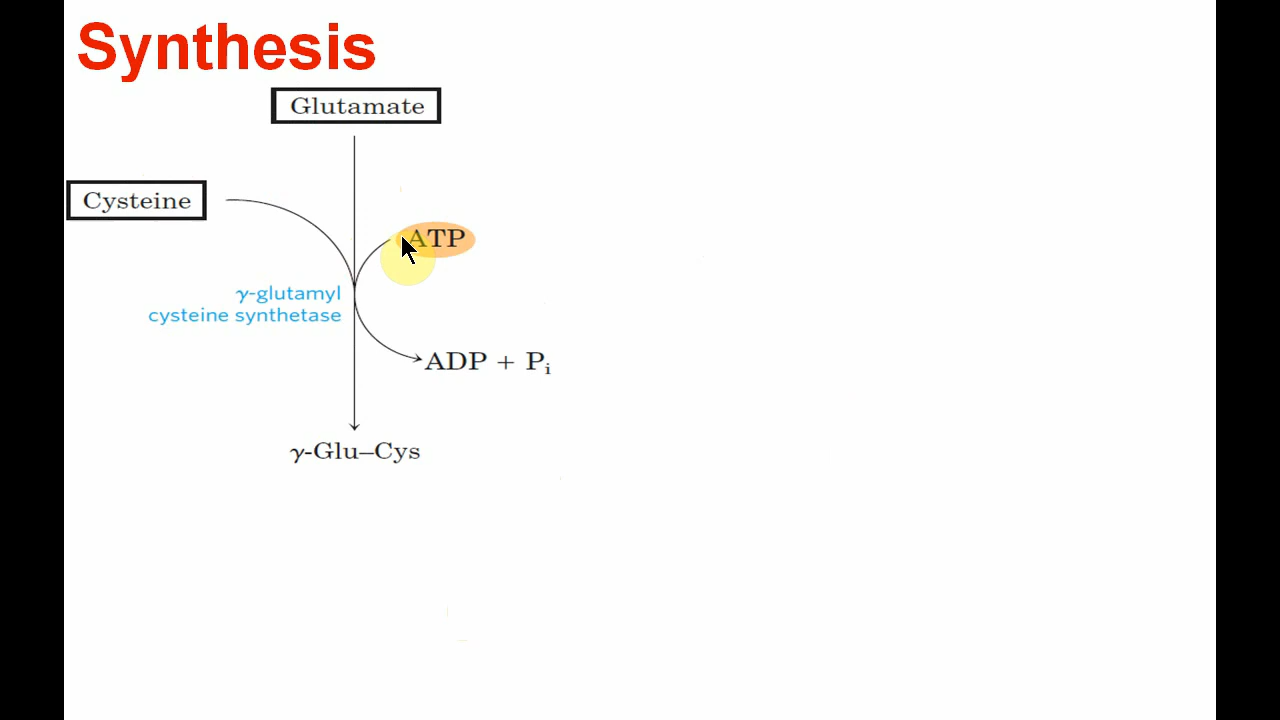 Synthesis
Glutamate
Cysteine
ATP
γ-glutamyl
cysteine synthetase
ADP + Pᵢ
γ-Glu–Cys